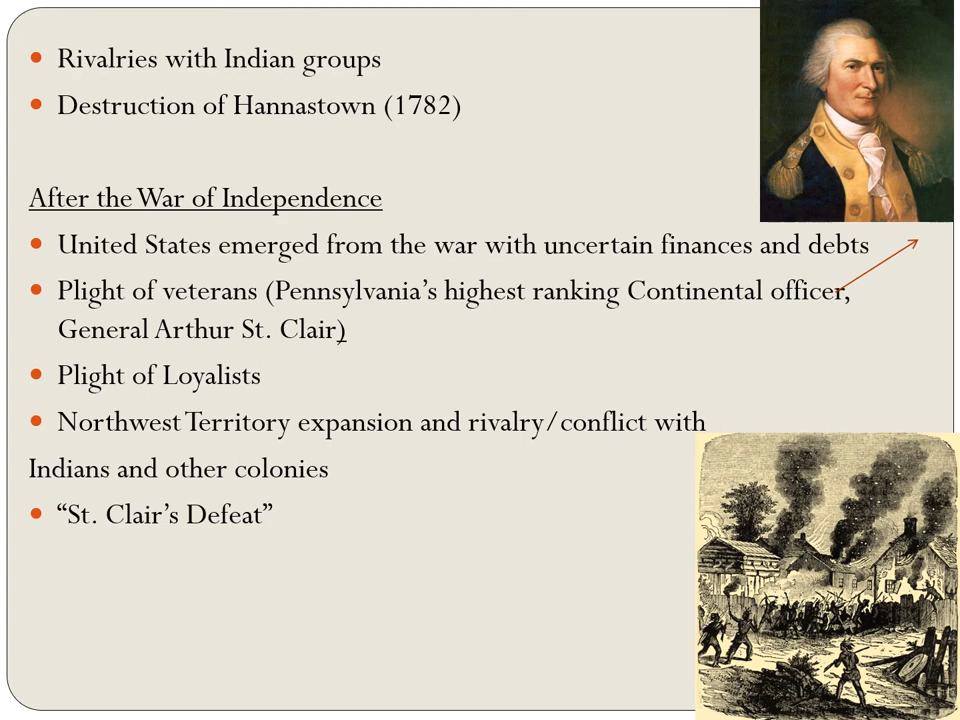 • Rivalries with Indian groups
• Destruction of Hannastown (1782)
After the War of Independence
• United States emerged from the war with uncertain finances and debts
• Plight of veterans (Pennsylvania’s highest ranking Continental officer,
General Arthur St. Clair)
• Plight of Loyalists
• Northwest Territory expansion and rivalry/conflict with
Indians and other colonies
• “St. Clair’s Defeat”